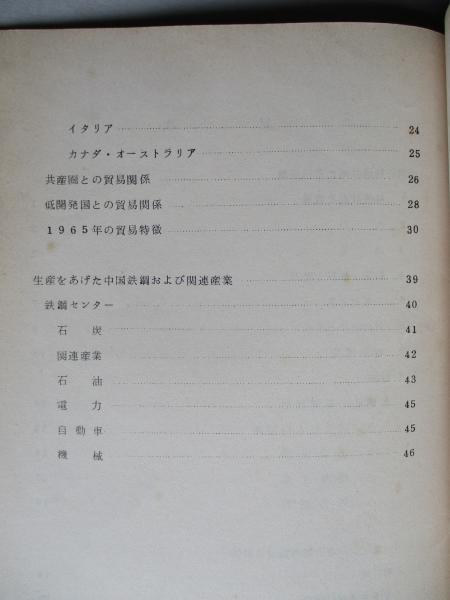 イタリア 24
カナダ・オーストラリア 25
共産圏との貿易関係 26
低開発国との貿易関係 28
1965年の貿易特徴 30
生産をあげた中国鉄鋼および関連産業 39
鉄鋼センター 40
石炭 41
関連産業 42
石油 43
電力 45
自動車 45
機械 46